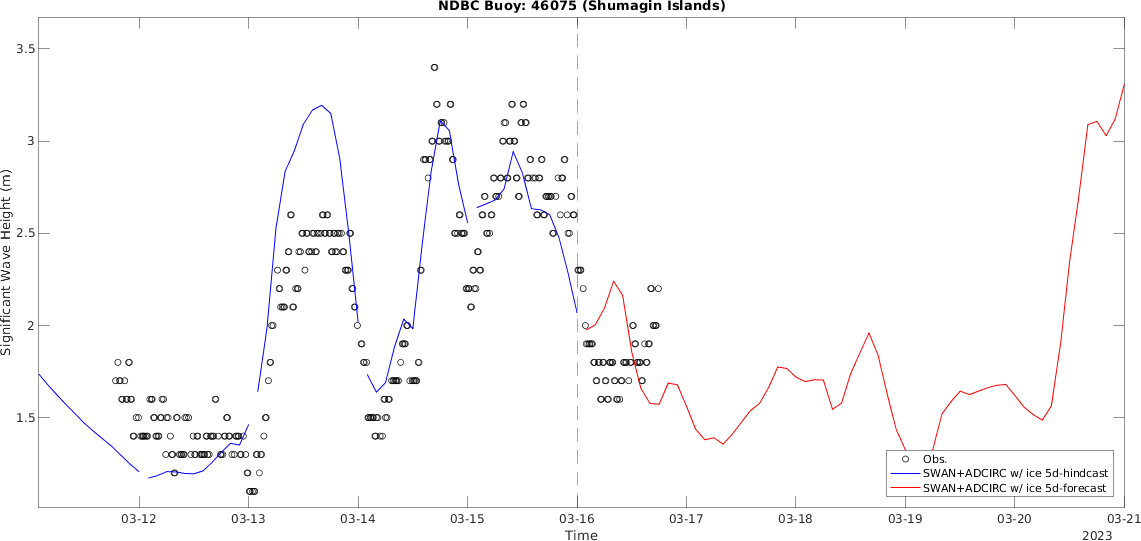 NDBC Buoy: 46075 (Shumagin Islands)
Significant Wave Height (m)
3.5
3
2.5
2
1.5
Obs.
SWAN+ADCIRC w/ ice 5d-hindcast
SWAN+ADCIRC w/ ice 5d-forecast
03-12 03-13 03-14 03-15 03-16 03-17 03-18 03-19 03-20 03-21
Time
2023